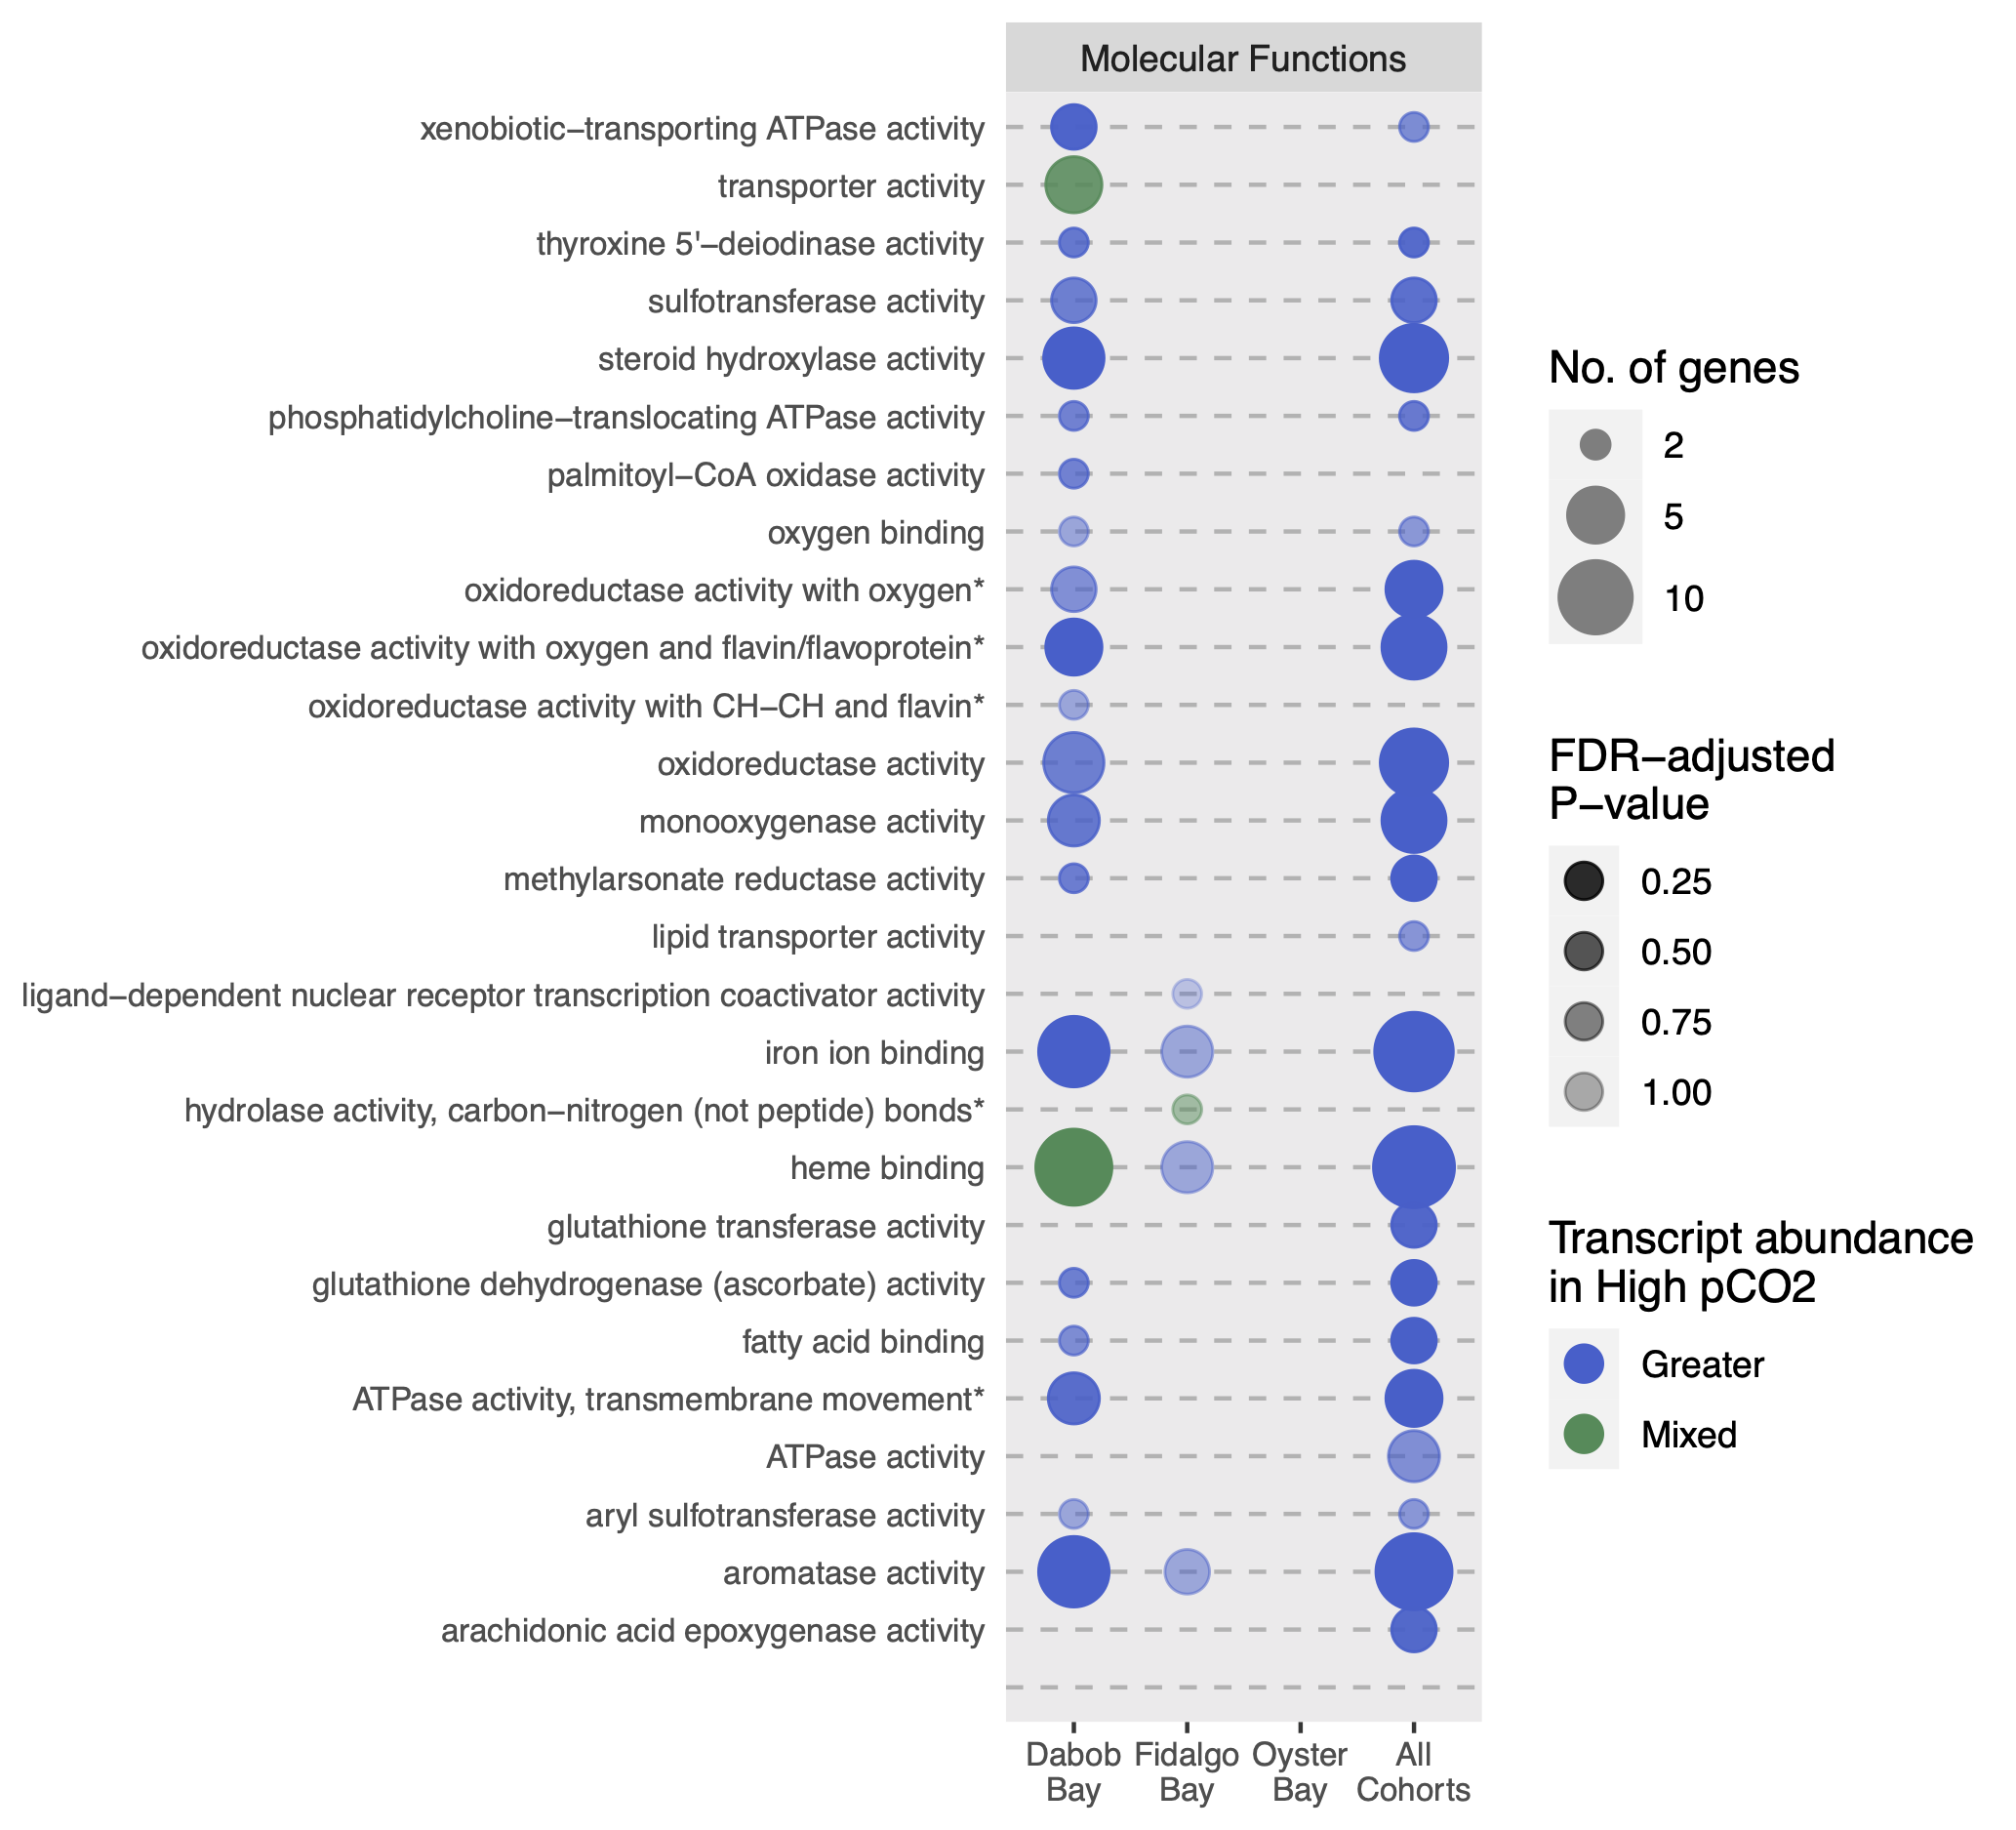 Molecular Functions
xenobiotic−transporting ATPase activity
transporter activity
thyroxine 5'−deiodinase activity
sulfotransferase activity
steroid hydroxylase activity
phosphatidylcholine−translocating ATPase activity
palmitoyl−CoA oxidase activity
oxygen binding
oxidoreductase activity with oxygen*
oxidoreductase activity with oxygen and flavin/flavoprotein*
oxidoreductase activity with CH−CH and flavin*
oxidoreductase activity
monooxygenase activity
methylarsonate reductase activity
lipid transporter activity
ligand−dependent nuclear receptor transcription coactivator activity
iron ion binding
hydrolase activity, carbon−nitrogen (not peptide) bonds*
heme binding
glutathione transferase activity
glutathione dehydrogenase (ascorbate) activity
fatty acid binding
ATPase activity, transmembrane movement*
ATPase activity
aryl sulfotransferase activity
aromatase activity
arachidonic acid epoxygenase activity
Dabob Fidalgo Oyster All
Bay Bay Bay Cohorts
No. of genes
2
5
10
FDR−adjusted
P−value
0.25
0.50
0.75
1.00
Transcript abundance
in High pCO2
Greater
Mixed